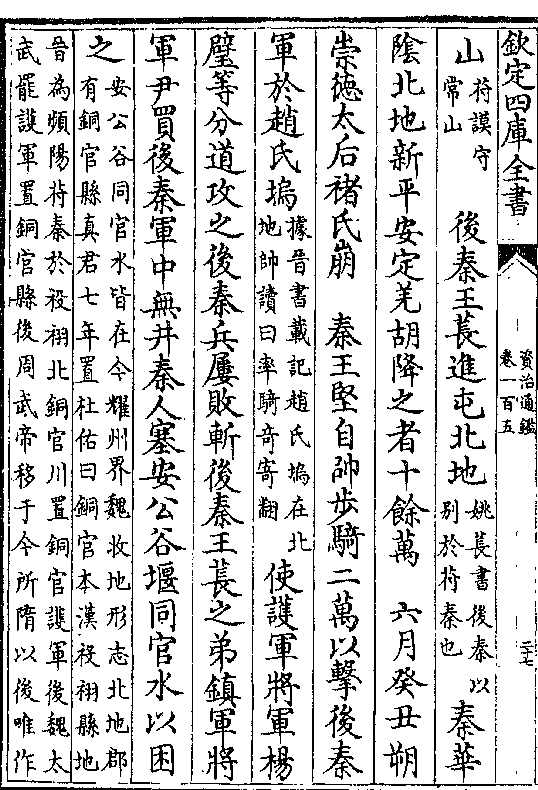 欽定四庫全書
資治通鑑
卷一百五
二十七
山 苻謨守
常山
後秦王萇進屯北地 姚萇書後秦以
別於苻秦也
秦華
陰北地新平安定羌胡降之者十餘萬 六月癸丑朔
崇德太后褚氏崩 秦王堅自帥步騎二萬以擊後秦
軍於趙氏塢 據晉書載記趙氏塢在北
地帥讀曰率騎奇寄翻
使護軍將軍楊
璧等分道攻之後秦兵屢敗斬後秦王萇之弟鎮軍將
軍尹買後秦軍中無井秦人塞安公谷堰同官水以困
之 安公谷同官水皆在今耀州界魏收地形志北地郡
有銅官縣真君七年置杜佑曰銅官本漢祋祤縣地
晉為頻陽苻秦於祋祤北銅官川置銅官護軍後魏太
武罷護軍置銅官縣後周武帝移于今所隋以後唯作